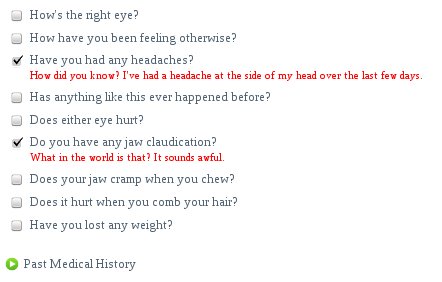 How's the right eye?
How have you been feeling otherwise?
Have you had any headaches?
How did you know? I've had a headache at the side of my head over the last few days.
Has anything like this ever happened before?
Does either eye hurt?
Do you have any jaw claudication?
What in the world is that? It sounds awful.
Does your jaw cramp when you chew?
Does it hurt when you comb your hair?
Have you lost any weight?
Past Medical History